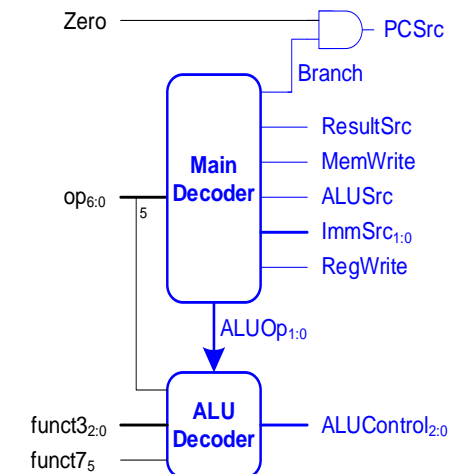 Zero
PCSrc
Branch
Main
Decoder
ResultSrc
MemWrite
ALUSrc
ImmSrc1:0
RegWrite
op6:0
5
ALUOp1:0
ALU
Decoder
funct32:0
funct75
ALUControl2:0